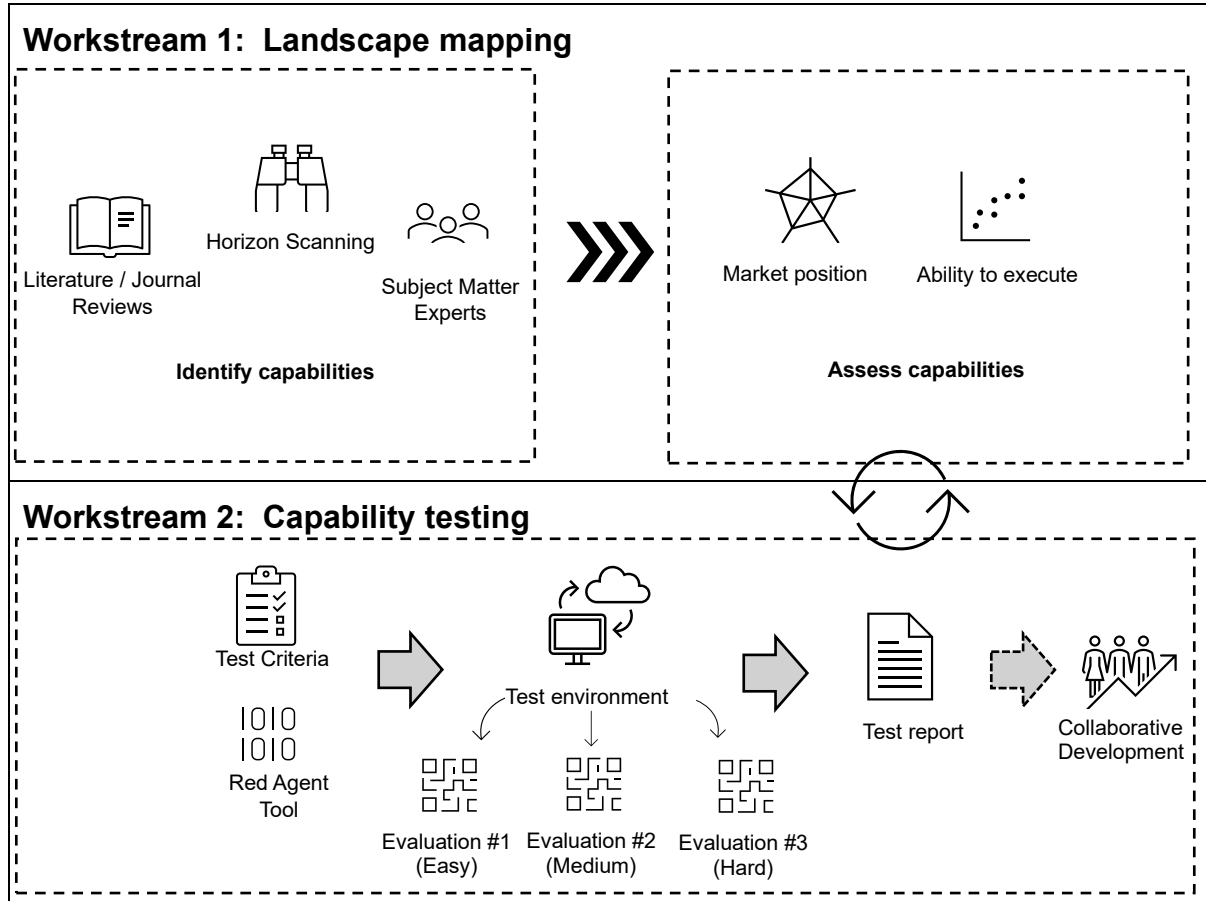 Workstream 1: Landscape mapping
Literature / Journal
Reviews
Horizon Scanning
Subject Matter
Experts
Identify capabilities
Market position
Ability to execute
Assess capabilities
Workstream 2: Capability testing
Test Criteria
IOIO
IOIO
Red Agent
Tool
Test environment
Evaluation #1
(Easy)
Evaluation #2
(Medium)
Evaluation #3
(Hard)
Test report
Collaborative
Development